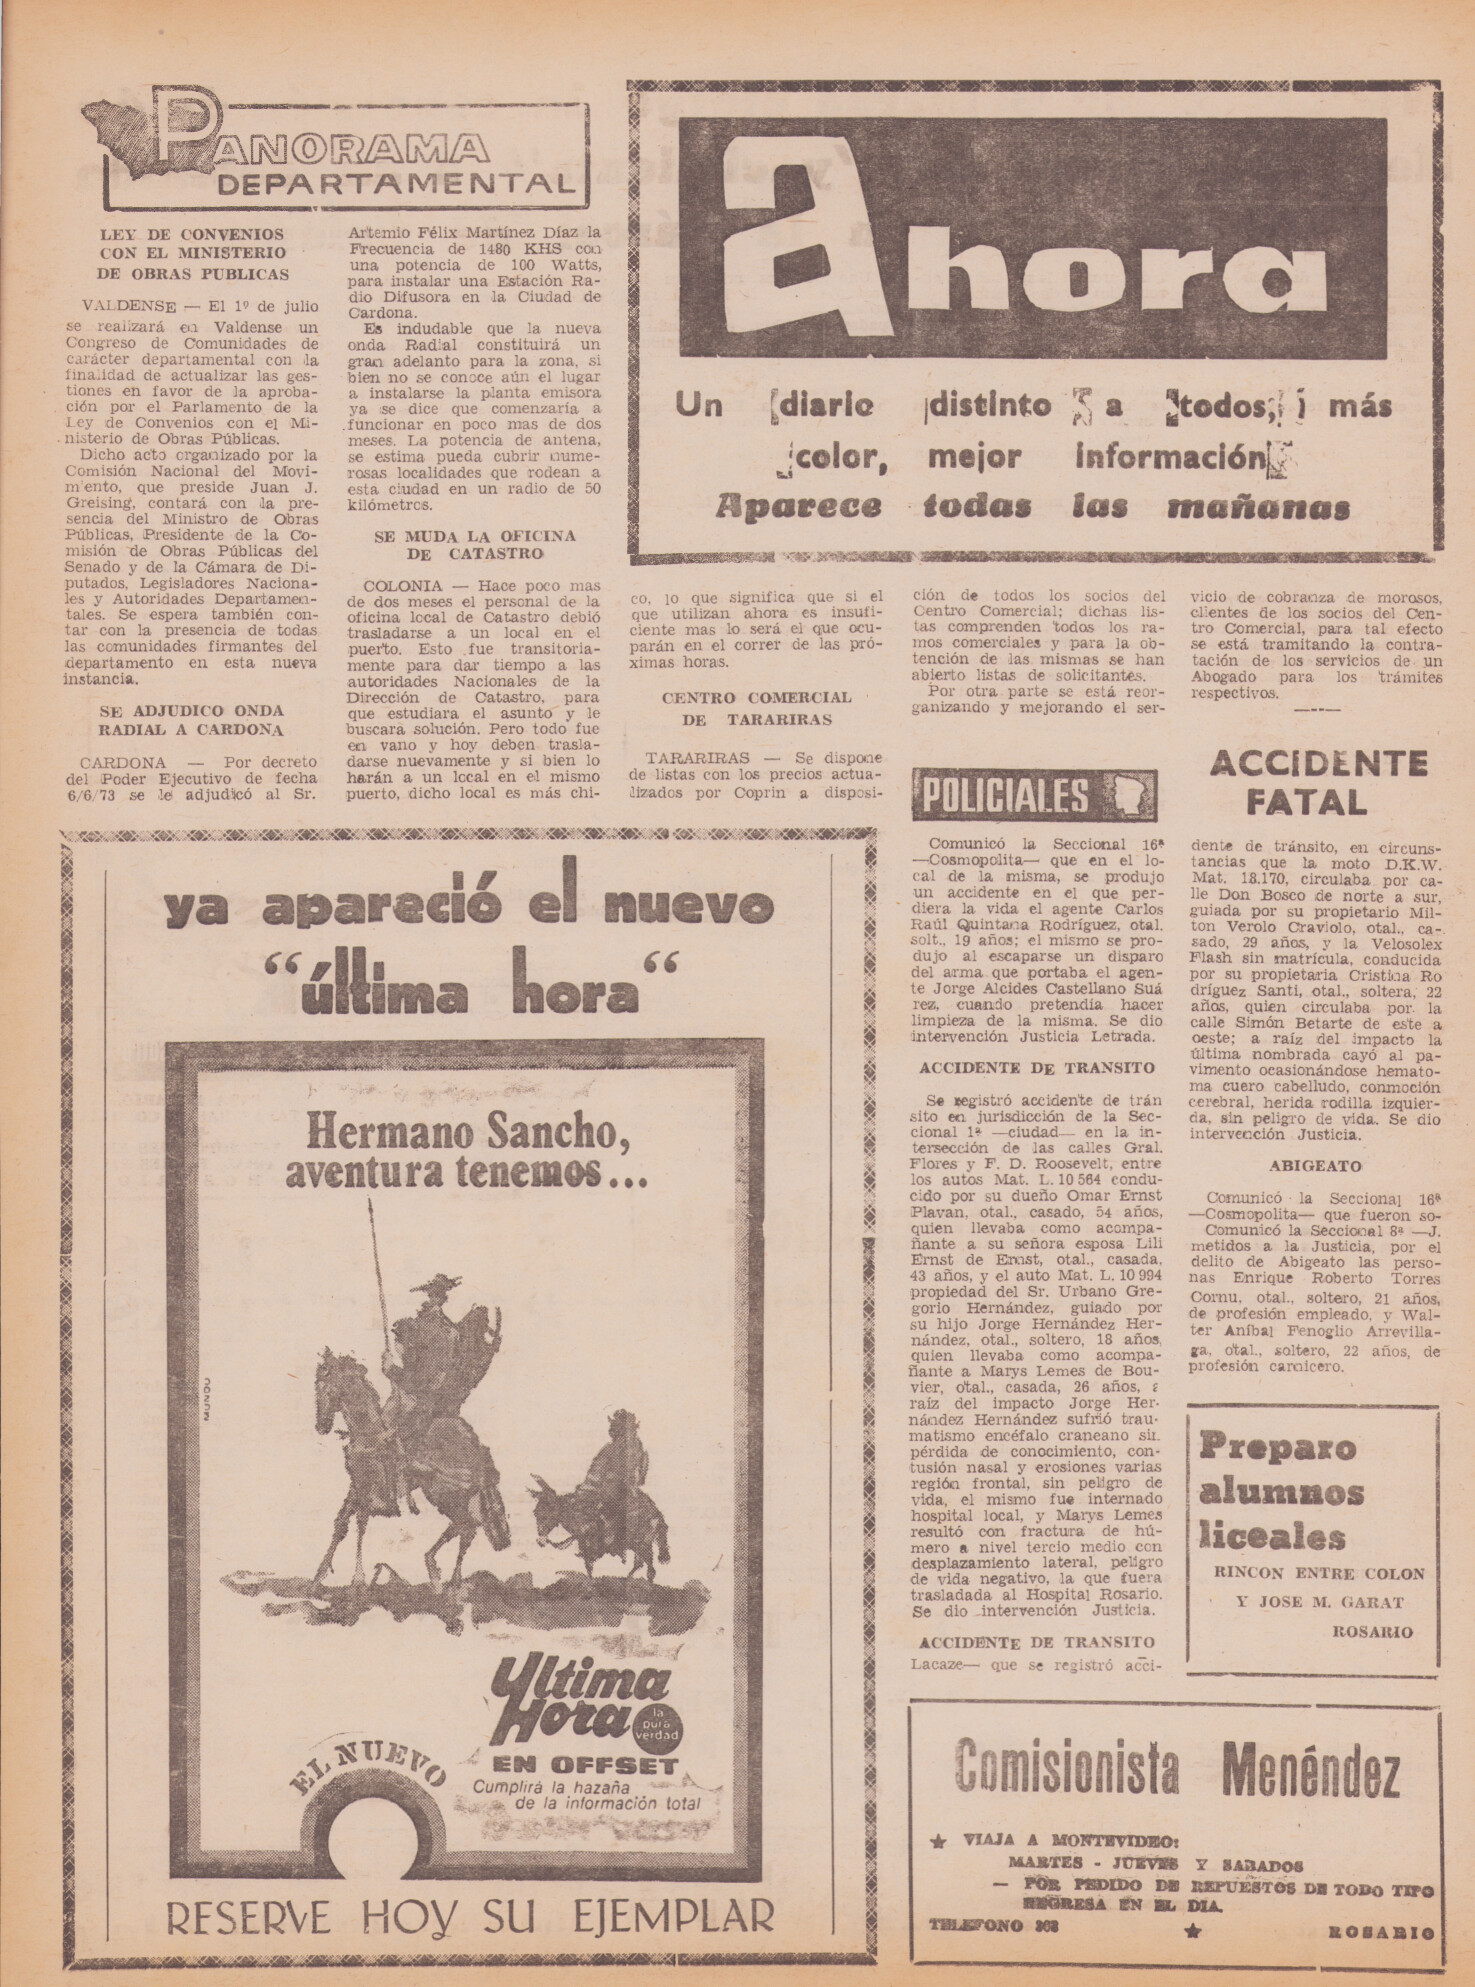 PANORAMA
DEPARTAMENTAL
LEY DE CONVENIOS
CON EL MINISTERIO
DE OBRAS PUBLICAS
VALDENSE — El 1º de julio
se realizará en Valdense un
Congreso de Comunidades de
carácter departamental con la
finalidad de actualizar las ges-
tiones en favor de la aproba-
ción por el Parlamento de la
Ley de Convenios con el Mi-
nisterio de Obras Públicas.
Dicho acto organizado por la
Comisión Nacional del Movi-
miento, que preside Juan J.
Greising, contará con la pre-
sencia del Ministro de Obras
Públicas, Presidente de la Co-
misión de Obras Públicas del
Senado y de la Cámara de Di-
putados, Legisladores Naciona-
les y Autoridades Departamen-
tales. Se espera también con-
tar con la presencia de todas
las comunidades firmantes del
departamento en esta nueva
instancia.
SE ADJUDICO ONDA
RADIAL A CARDONA
CARDONA — Por decreto
del Poder Ejecutivo de fecha
6/6/73 se le adjudicó al Sr.
Artemio Félix Martínez Díaz la
Frecuencia de 1480 KHS con
una potencia de 100 Watts,
para instalar una Estación Ra-
dio Difusora en la Ciudad de
Cardona.
Es indudable que la nueva
onda Radial constituirá un
gran adelanto para la zona, si
bien no se conoce aún el lugar
a instalarse la planta emisora
ya se dice que comenzaría a
funcionar en poco mas de dos
meses. La potencia de antena,
se estima pueda cubrir nume-
rosas localidades que rodean a
esta ciudad en un radio de 50
kilómetros.
SE MUDA LA OFICINA
DE CATASTRO
COLONIA — Hace poco mas
de dos meses el personal de la
oficina local de Catastro debió
trasladarse a un local en el
puerto. Esto fue transitoria-
mente para dar tiempo a las
autoridades Nacionales de la
Dirección de Catastro, para
que estudiara el asunto y le
buscara solución. Pero todo fue
en vano y hoy deben trasla-
darse nuevamente y si bien lo
harán a un local en el mismo
puerto, dicho local es más chi-
Ahora
Un diario distinto a todos, más
color, mejor información
Aparece todas las mañanas
co, lo que significa que si el
que utilizan ahora es insufi-
ciente mas lo será el que ocu-
parán en el correr de las pró-
ximas horas.
CENTRO COMERCIAL
DE TARARIRAS
TARARIRAS — Se dispone
de listas con los precios actua-
lizados por Coprin a disposi-
ción de todos los socios del
Centro Comercial; dichas lis-
tas comprenden todos los ra-
mos comerciales y para la ob-
tención de las mismas se han
abierto listas de solicitantes.
Por otra parte se está reor-
ganizando y mejorando el ser-
vicio de cobranza de morosos,
clientes de los socios del Cen-
tro Comercial, para tal efecto
se está tramitando la contra-
tación de los servicios de un
Abogado para los trámites
respectivos.
ya apareció el nuevo
“última hora“
Hermano Sancho,
aventura tenemos...
MUNDO
Ultima
Hora
la
pura
verdad
EN OFFSET
Cumplirá la hazaña
de la información total
EL NUEVO
RESERVE HOY SU EJEMPLAR
POLICIALES
Comunicó la Seccional 16ª
—Cosmopolita— que en el lo-
cal de la misma, se produjo
un accidente en el que per-
diera la vida el agente Carlos
Raúl Quintana Rodríguez, otal.
solt., 19 años; el mismo se pro-
dujo al escaparse un disparo
del arma que portaba el agen-
te Jorge Alcides Castellano Suá
rez, cuando pretendía hacer
limpieza de la misma. Se dio
intervención Justicia Letrada.
ACCIDENTE DE TRANSITO
Se registró accidente de trán
sito en jurisdicción de la Sec-
cional 1ª —ciudad— en la in-
tersección de las calles Gral.
Flores y F. D. Roosevelt, entre
los autos Mat. L. 10 564 condu-
cido por su dueño Omar Ernst
Plavan, otal., casado, 54 años,
quien llevaba como acompa-
ñante a su señora esposa Lili
Ernst de Ernst, otal., casada,
43 años, y el auto Mat. L. 10 994
propiedad del Sr. Urbano Gre-
gorio Hernández, guiado por
su hijo Jorge Hernández Her-
nández, otal., soltero, 18 años,
quien llevaba como acompa-
ñante a Marys Lemes de Bou-
vier, otal., casada, 26 años, a
raíz del impacto Jorge Her-
nández Hernández sufrió trau-
matismo encéfalo craneano sin
pérdida de conocimiento, con-
tusión nasal y erosiones varias
región frontal, sin peligro de
vida, el mismo fue internado
hospital local, y Marys Lemes
resultó con fractura de hú-
mero a nivel tercio medio con
desplazamiento lateral, peligro
de vida negativo, la que fuera
trasladada al Hospital Rosario.
Se dio intervención Justicia.
ACCIDENTE DE TRANSITO
Lacaze— que se registró acci-
ACCIDENTE
FATAL
dente de tránsito, en circuns-
tancias que la moto D.K.W.
Mat. 18.170, circulaba por ca-
lle Don Bosco de norte a sur,
guiada por su propietario Mil-
ton Verolo Craviolo, otal., ca-
sado, 29 años, y la Velosolex
Flash sin matrícula, conducida
por su propietaria Cristina Ro
dríguez Santi, otal., soltera, 22
años, quien circulaba por la
calle Simón Betarte de este a
oeste; a raíz del impacto la
última nombrada cayó al pa-
vimento ocasionándose hemato-
ma cuero cabelludo, conmoción
cerebral, herida rodilla izquier-
da, sin peligro de vida. Se dio
intervención Justicia.
ABIGEATO
Comunicó la Seccional 16ª
—Cosmopolita— que fueron so-
Comunicó la Seccional 8ª —J.
metidos a la Justicia, por el
delito de Abigeato las perso-
nas Enrique Roberto Torres
Cornu, otal., soltero, 21 años,
de profesión empleado, y Wal-
ter Aníbal Fenoglio Arrevilla-
ga, otal., soltero, 22 años, de
profesión carnicero.
Preparo
alumnos
liceales
RINCON ENTRE COLON
Y JOSE M. GARAT
ROSARIO
Comisionista Menéndez
★ VIAJA A MONTEVIDEO:
MARTES - JUEVES Y SABADOS
— POR PEDIDO DE REPUESTOS DE TODO TIPO
REGRESA EN EL DIA.
TELEFONO 308 ★ ROSARIO